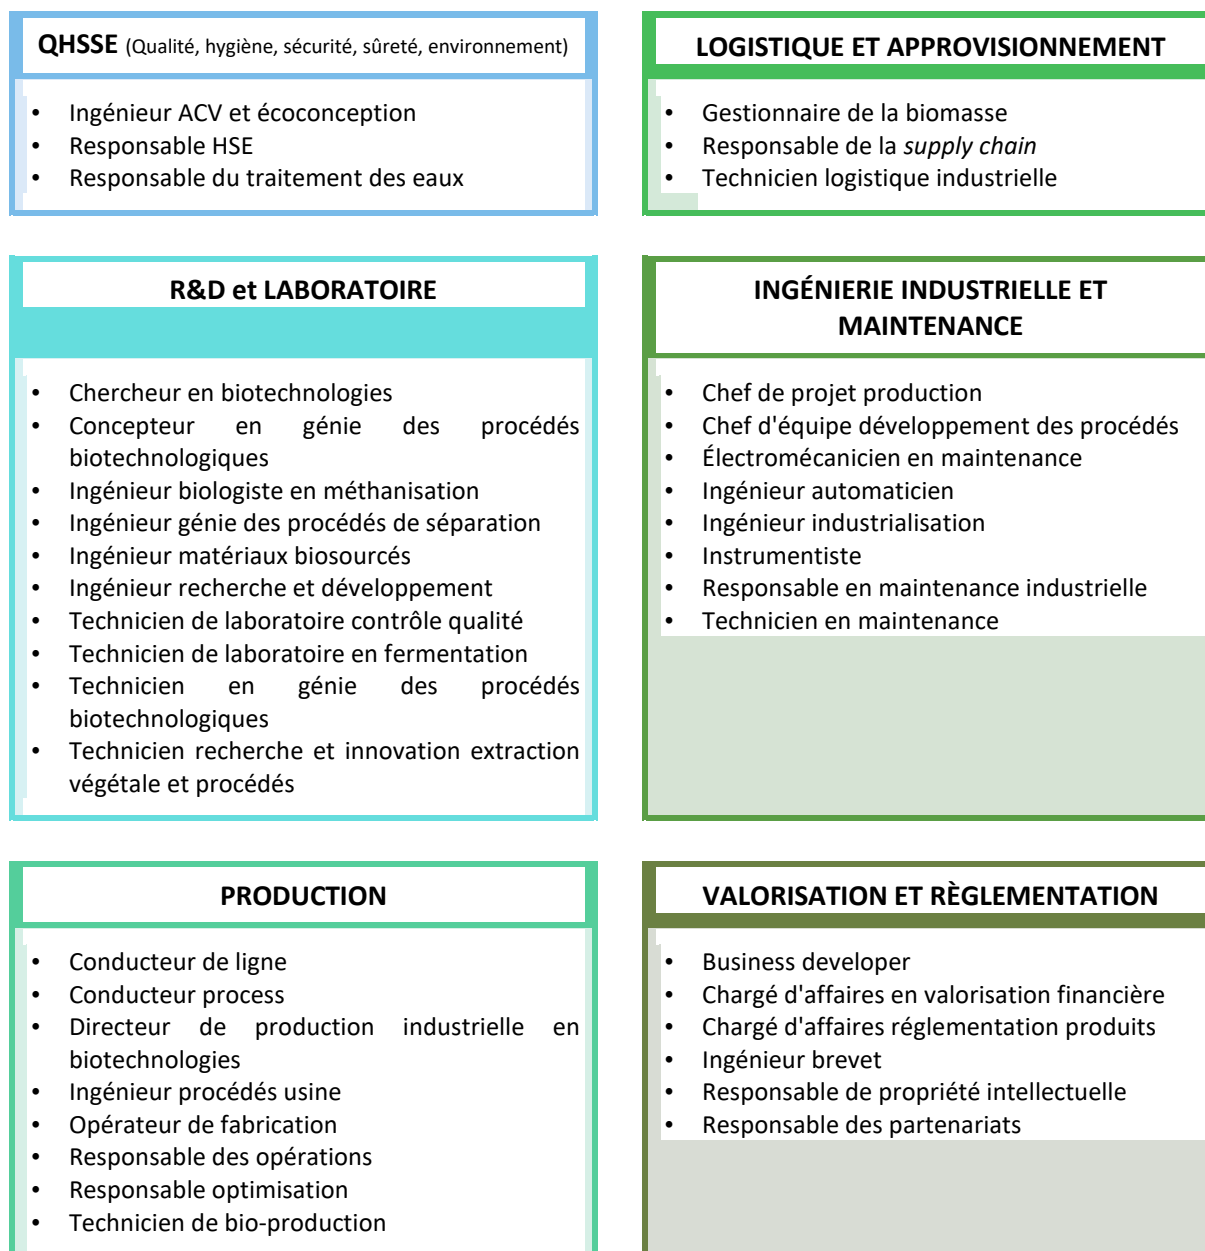 QHSSE (Qualité, hygiène, sécurité, sûreté, environnement)
• Ingénieur ACV et écoconception
• Responsable HSE
• Responsable du traitement des eaux
LOGISTIQUE ET APPROVISIONNEMENT
• Gestionnaire de la biomasse
• Responsable de la supply chain
• Technicien logistique industrielle
R&D et LABORATOIRE
• Chercheur en biotechnologies
• Concepteur en génie des procédés
biotechnologiques
• Ingénieur biologiste en méthanisation
• Ingénieur génie des procédés de séparation
• Ingénieur matériaux biosourcés
• Ingénieur recherche et développement
• Technicien de laboratoire contrôle qualité
• Technicien de laboratoire en fermentation
• Technicien en génie des procédés
biotechnologiques
• Technicien recherche et innovation extraction
végétale et procédés
INGÉNIERIE INDUSTRIELLE ET
MAINTENANCE
• Chef de projet production
• Chef d'équipe développement des procédés
• Électromécanicien en maintenance
• Ingénieur automaticien
• Ingénieur industrialisation
• Instrumentiste
• Responsable en maintenance industrielle
• Technicien en maintenance
PRODUCTION
• Conducteur de ligne
• Conducteur process
• Directeur de production industrielle en
biotechnologies
• Ingénieur procédés usine
• Opérateur de fabrication
• Responsable des opérations
• Responsable optimisation
• Technicien de bio-production
VALORISATION ET RÈGLEMENTATION
• Business developer
• Chargé d'affaires en valorisation financière
• Chargé d'affaires réglementation produits
• Ingénieur brevet
• Responsable de propriété intellectuelle
• Responsable des partenariats